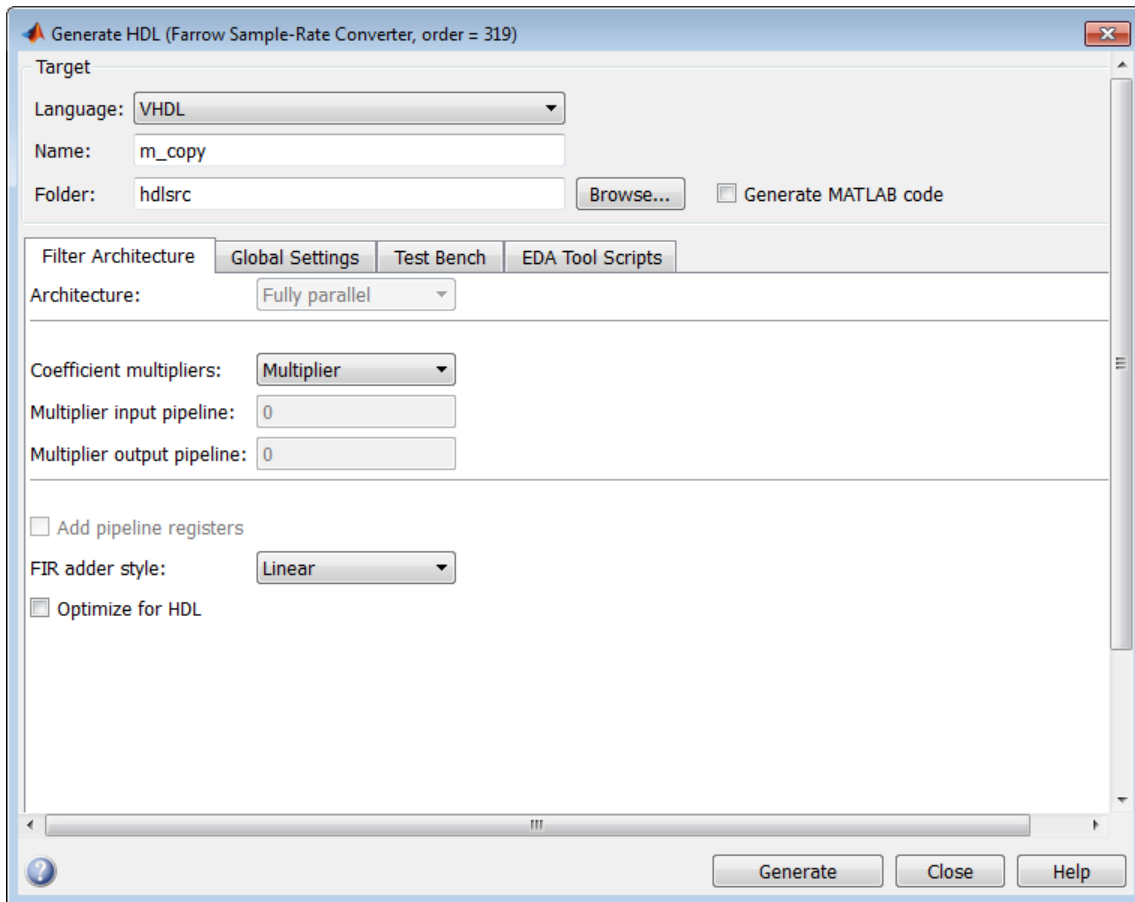 Generate HDL (Farrow Sample-Rate Converter, order = 319)
Target
Language: VHDL
Name: m_copy
Folder: hdlsrc Browse... Generate MATLAB code
Filter Architecture Global Settings Test Bench EDA Tool Scripts
Architecture: Fully parallel
Coefficient multipliers: Multiplier
Multiplier input pipeline: 0
Multiplier output pipeline: 0
Add pipeline registers
FIR adder style: Linear
Optimize for HDL
? Generate Close Help